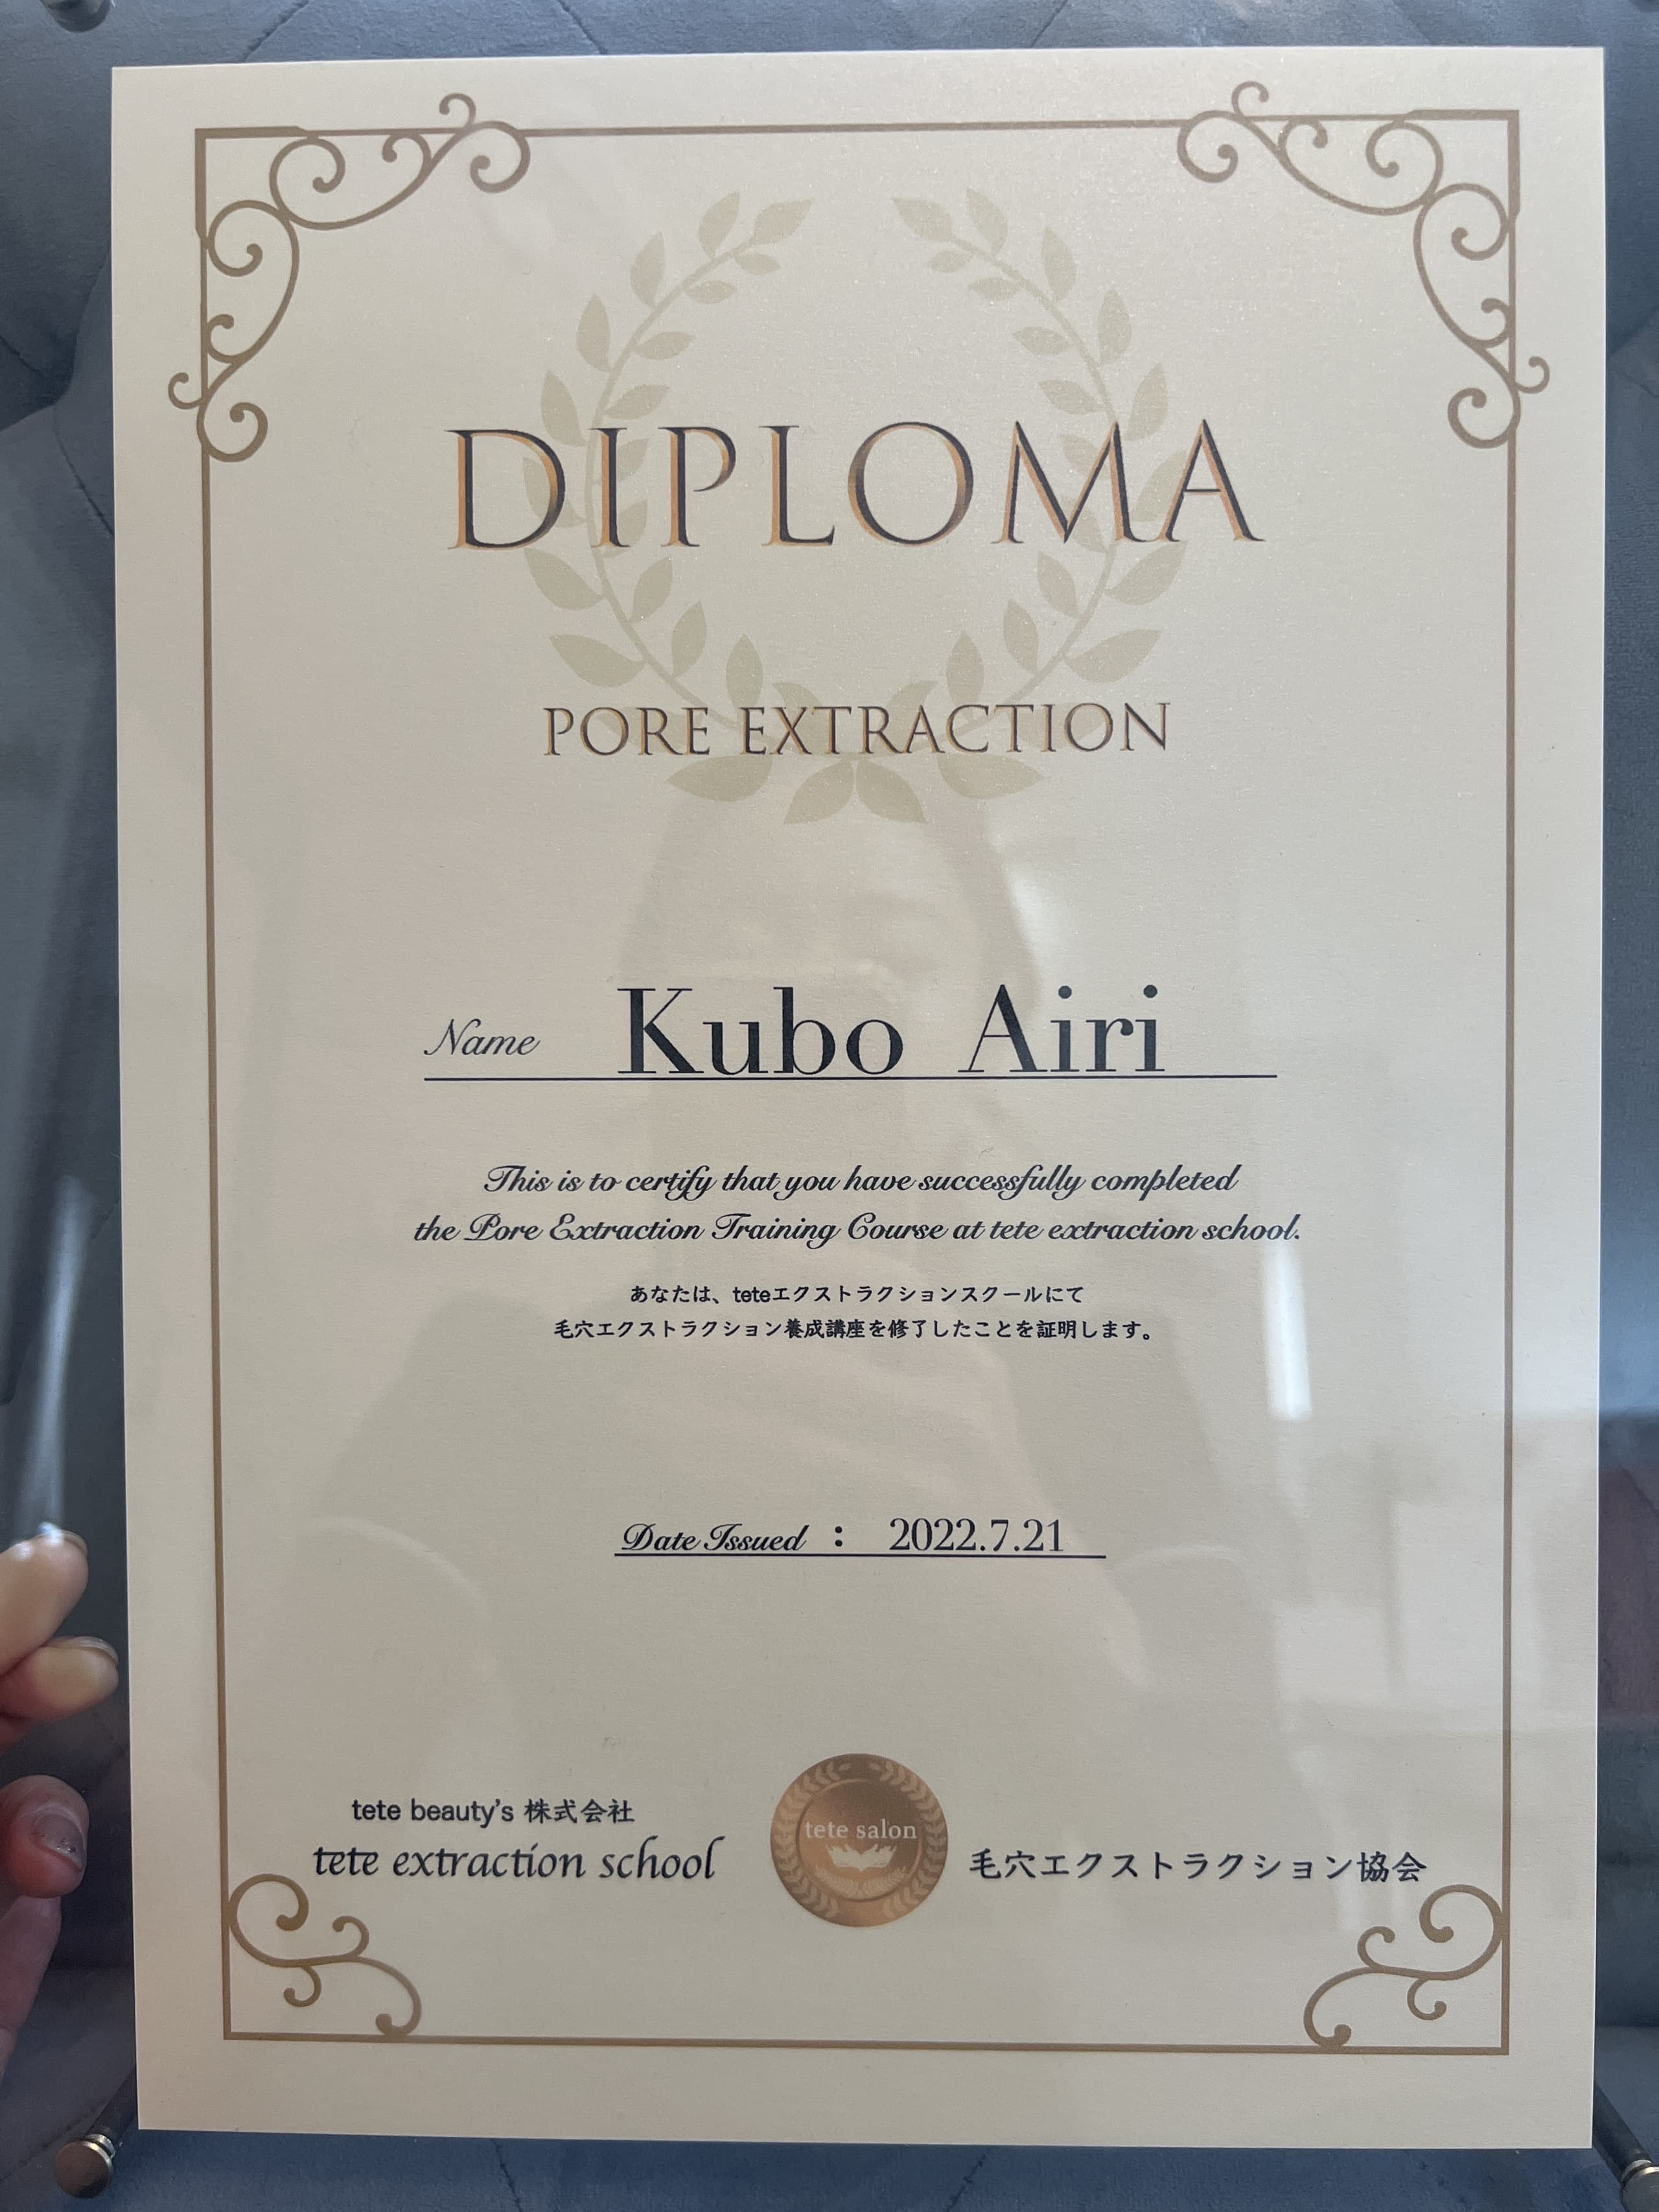 DIPLOMA
PORE EXTRACTION
Name Kubo Airi
This is to certify that you have successfully completed
the Pore Extraction Training Course at tete extraction school.
あなたは、teteエクストラクションスクールにて
毛穴エクストラクション養成講座を修了したことを証明します。
Date Issued : 2022.7.21
tete beauty's 株式会社
tete extraction school
tete salon
毛穴エクストラクション協会